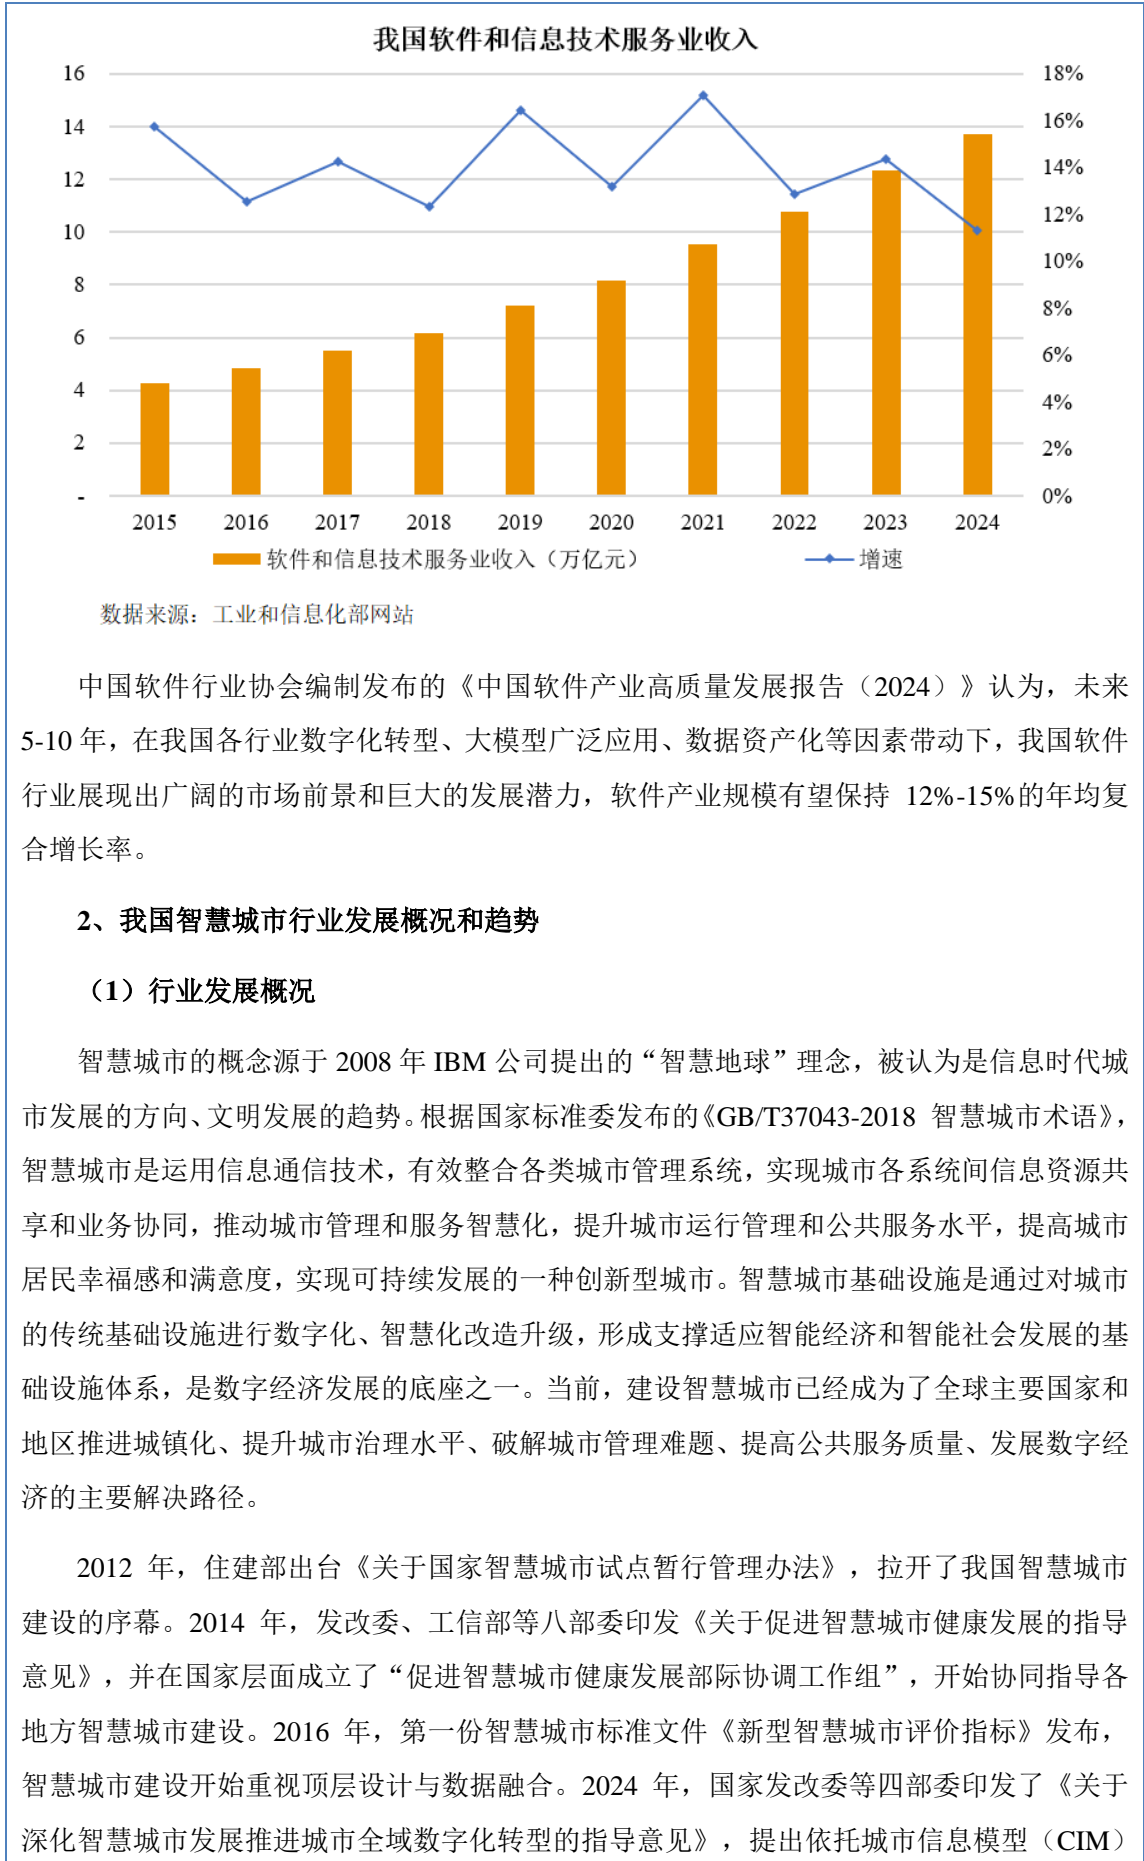 我国软件和信息技术服务业收入
16 18%
14 16%
12 14%
10 12%
8 10%
6 8%
4 6%
2 4%
- 2%
0%
2015 2016 2017 2018 2019 2020 2021 2022 2023 2024
软件和信息技术服务业收入（万亿元） 增速
数据来源：工业和信息化部网站
中国软件行业协会编制发布的《中国软件产业高质量发展报告（2024）》认为，未来
5-10 年，在我国各行业数字化转型、大模型广泛应用、数据资产化等因素带动下，我国软件
行业展现出广阔的市场前景和巨大的发展潜力，软件产业规模有望保持 12%-15%的年均复
合增长率。
2、我国智慧城市行业发展概况和趋势
（1）行业发展概况
智慧城市的概念源于 2008 年 IBM 公司提出的“智慧地球”理念，被认为是信息时代城
市发展的方向、文明发展的趋势。根据国家标准委发布的《GB/T37043-2018 智慧城市术语》，
智慧城市是运用信息通信技术，有效整合各类城市管理系统，实现城市各系统间信息资源共
享和业务协同，推动城市管理和服务智慧化，提升城市运行管理和公共服务水平，提高城市
居民幸福感和满意度，实现可持续发展的一种创新型城市。智慧城市基础设施是通过对城市
的传统基础设施进行数字化、智慧化改造升级，形成支撑适应智能经济和智能社会发展的基
础设施体系，是数字经济发展的底座之一。当前，建设智慧城市已经成为了全球主要国家和
地区推进城镇化、提升城市治理水平、破解城市管理难题、提高公共服务质量、发展数字经
济的主要解决路径。
2012 年，住建部出台《关于国家智慧城市试点暂行管理办法》，拉开了我国智慧城市
建设的序幕。2014 年，发改委、工信部等八部委印发《关于促进智慧城市健康发展的指导
意见》，并在国家层面成立了“促进智慧城市健康发展部际协调工作组”，开始协同指导各
地方智慧城市建设。2016 年，第一份智慧城市标准文件《新型智慧城市评价指标》发布，
智慧城市建设开始重视顶层设计与数据融合。2024 年，国家发改委等四部委印发了《关于
深化智慧城市发展推进城市全域数字化转型的指导意见》，提出依托城市信息模型（CIM）